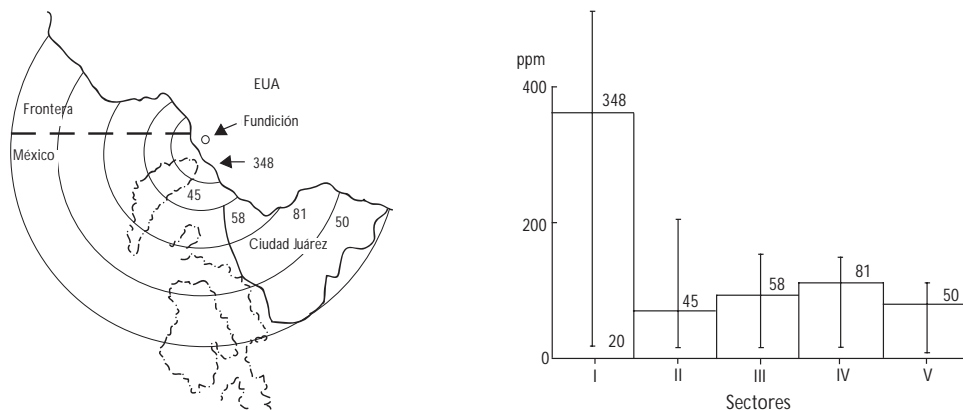 EUA
Frontera
Fundición
México
348
45
58
81
50
Ciudad Juárez
ppm
400
348
200
45
58
81
50
20
0
I II III IV V
Sectores